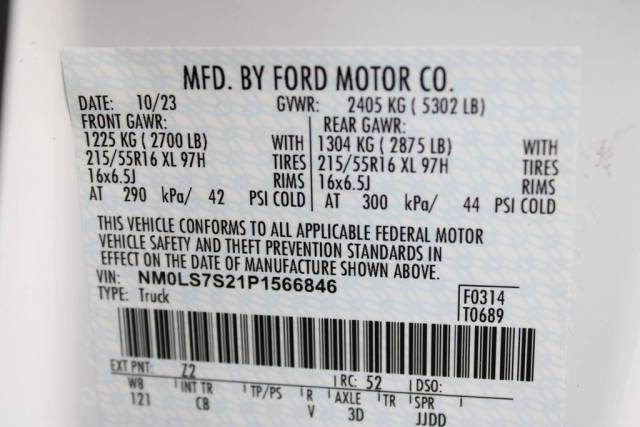 MFD. BY FORD MOTOR CO.
DATE: 10/23 GVWR: 2405 KG ( 5302 LB)
FRONT GAWR: REAR GAWR:
1225 KG ( 2700 LB) WITH 1304 KG ( 2875 LB) WITH
215/55R16 XL 97H TIRES 215/55R16 XL 97H TIRES
16x6.5J RIMS 16x6.5J RIMS
AT 290 kPa/ 42 PSI COLD AT 300 kPa/ 44 PSI COLD
THIS VEHICLE CONFORMS TO ALL APPLICABLE FEDERAL MOTOR
VEHICLE SAFETY AND THEFT PREVENTION STANDARDS IN
EFFECT ON THE DATE OF MANUFACTURE SHOWN ABOVE.
VIN: NM0LS7S21P1566846
TYPE: Truck
F0314
T0689
EXT PNT: Z2 RC: 52 DSO:
WB INT TR TP/PS R AXLE TR SPR
121 CB V 3D JJDD